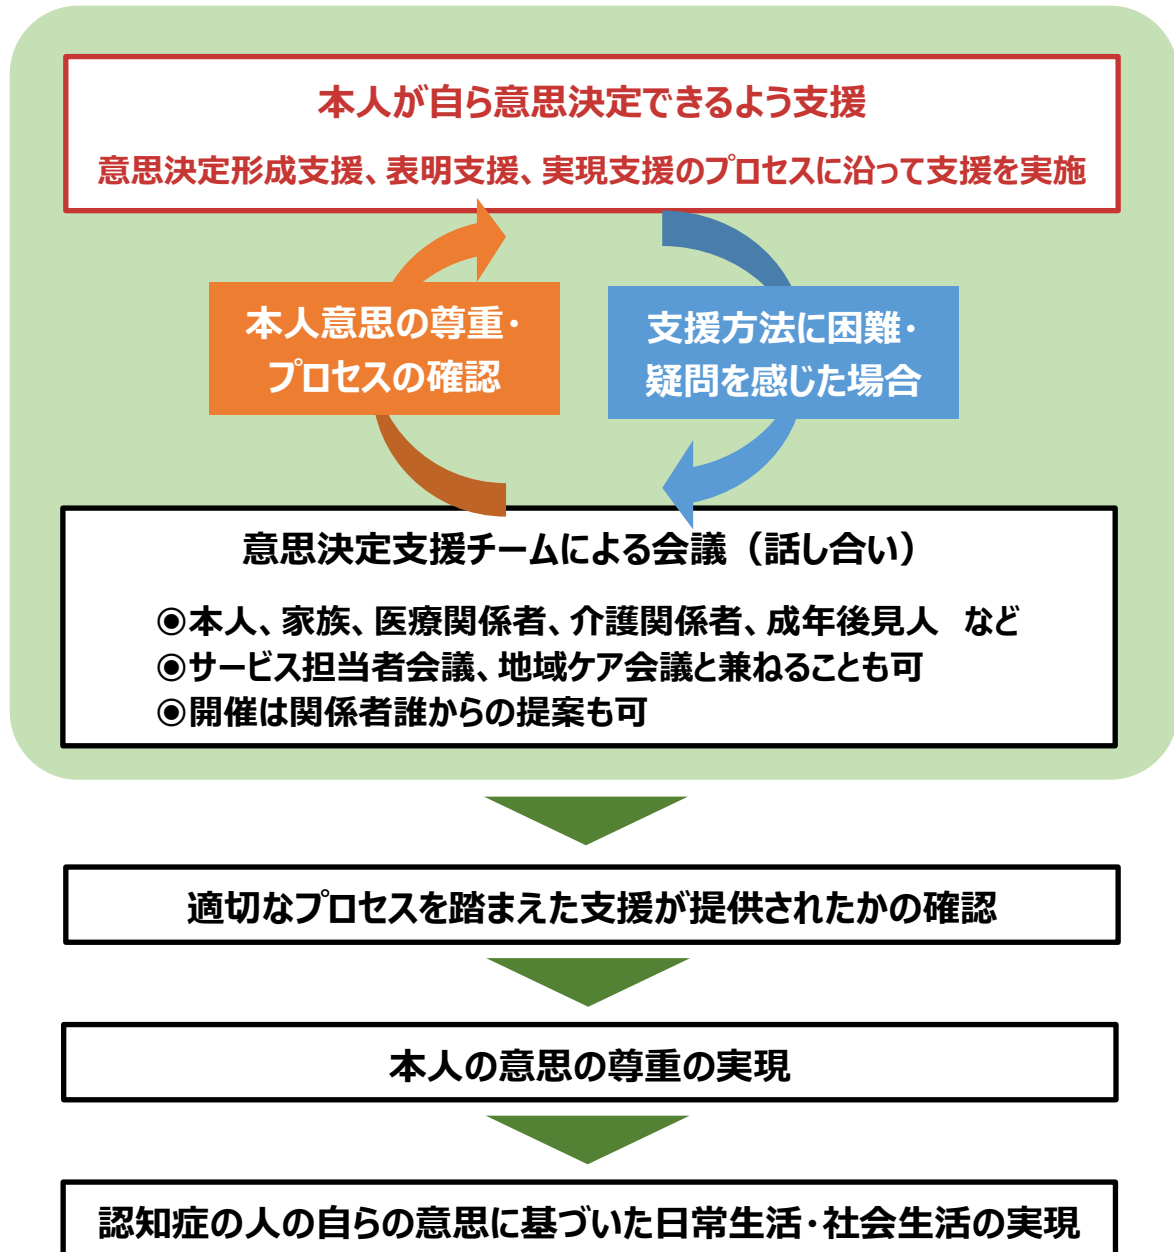 本人が自ら意思決定できるよう支援
意思決定形成支援、表明支援、実現支援のプロセスに沿って支援を実施
本人意思の尊重・
プロセスの確認
支援方法に困難・
疑問を感じた場合
意思決定支援チームによる会議（話し合い）
◉本人、家族、医療関係者、介護関係者、成年後見人　など
◉サービス担当者会議、地域ケア会議と兼ねることも可
◉開催は関係者誰からの提案も可
適切なプロセスを踏まえた支援が提供されたかの確認
本人の意思の尊重の実現
認知症の人の自らの意思に基づいた日常生活・社会生活の実現